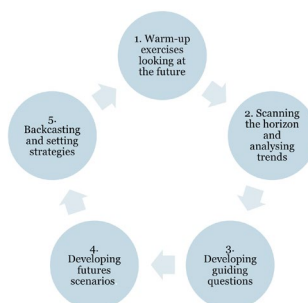 1. Warm-up
exercises
looking at
the future
2. Scanning
the horizon
and
analysing
trends
3.
Developing
guiding
questions
4.
Developing
futures
scenarios
5.
Backcasting
and setting
strategies